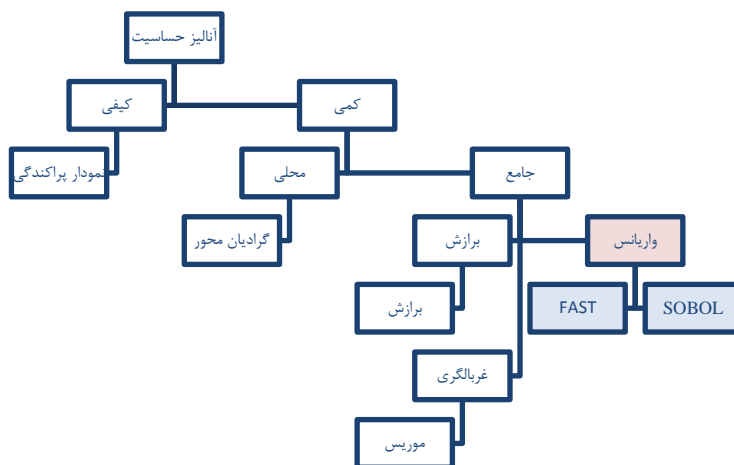 آنالیز حساسیت
کمی
کیفی
جامع
محلی
نمودار پراکندگی
واریانس
برازش
گرادیان محور
SOBOL
FAST
برازش
غربالگری
موریس